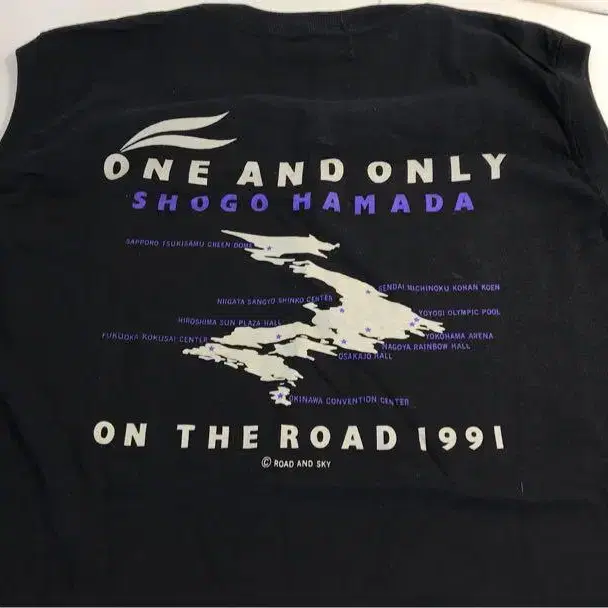 ONE AND ONLY
SHOGO HAMADA
SAPPORO TSUKISAMU GREEN DOME
SENDAI MICHINOKU KOHAN KOEN
NIIGATA SANGYO SHINKO CENTER
YOYOGI OLYMPIC POOL
HIROSHIMA SUN PLAZA HALL
YOKOHAMA ARENA
FUKUOKA KOKUSAI CENTER
NAGOYA RAINBOW HALL
OSAKAJO HALL
OKINAWA CONVENTION CENTER
ON THE ROAD 1991
© ROAD AND SKY